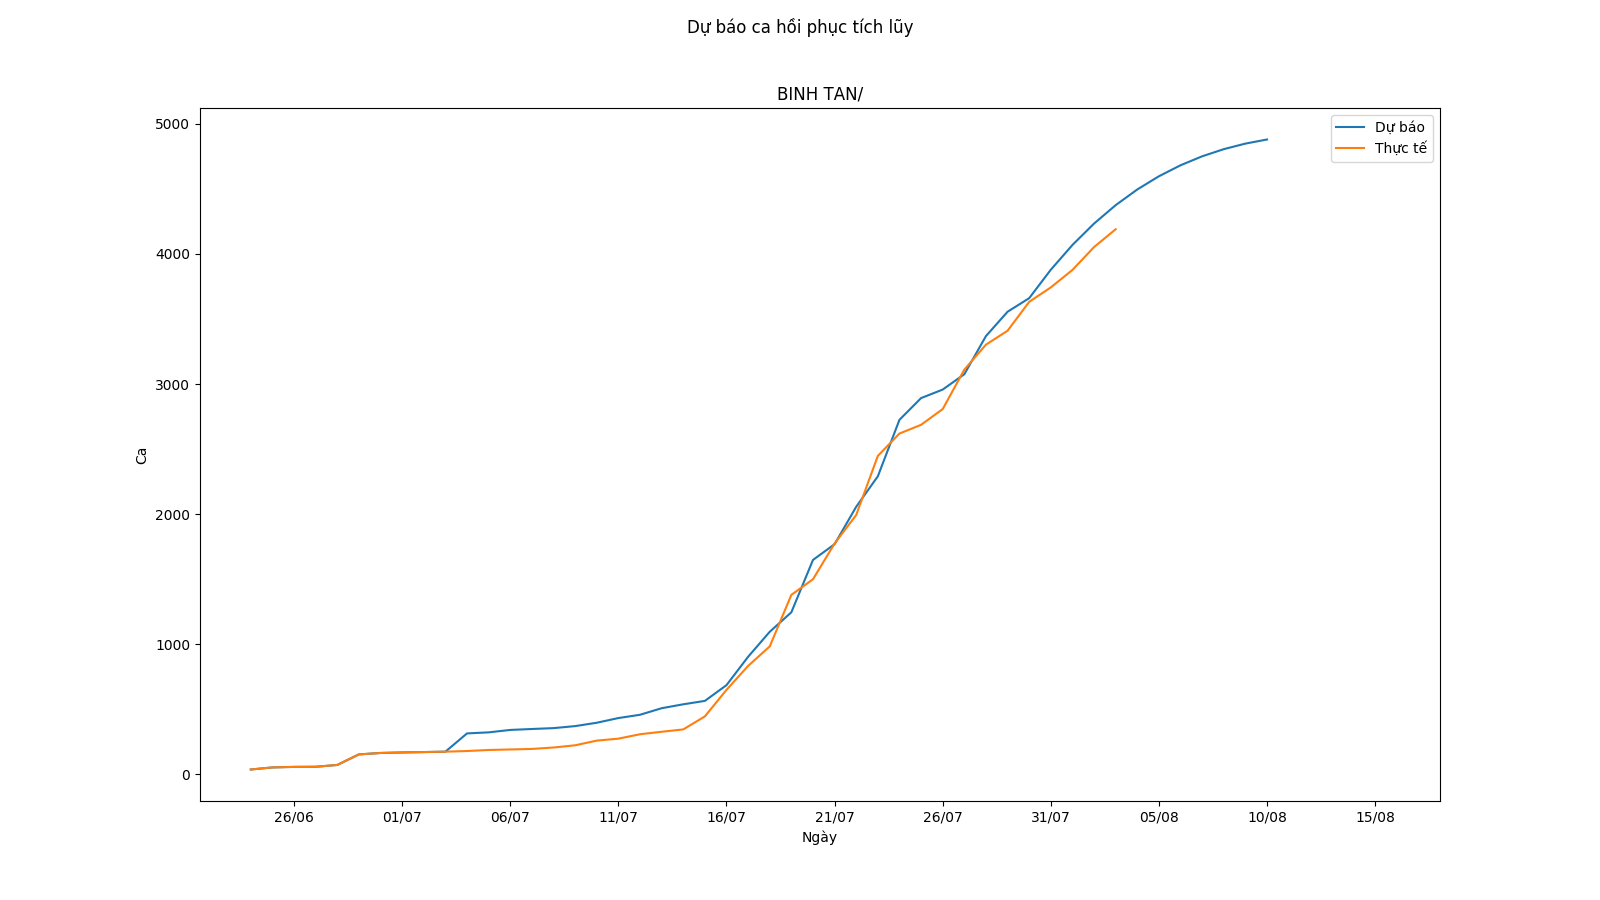 Dự báo ca hồi phục tích lũy
BINH TAN/
Dự báo
Thực tế
5000
4000
3000
2000
1000
0
Ca
26/06 01/07 06/07 11/07 16/07 21/07 26/07 31/07 05/08 10/08 15/08
Ngày